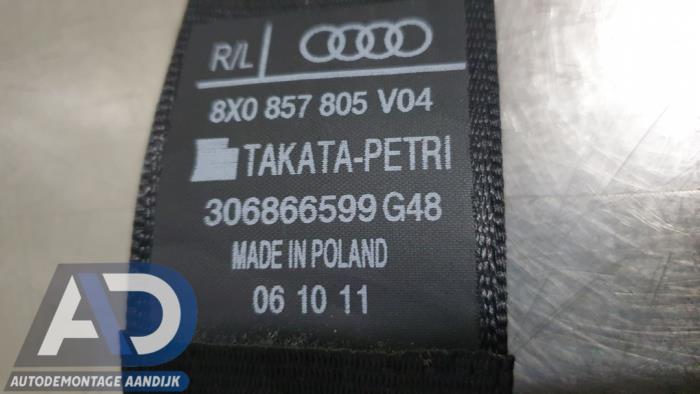 R/L
8X0 857 805 V04
TAKATA-PETRI
306866599 G48
MADE IN POLAND
06 10 11
AD
AUTODEMONTAGE AANDIJK